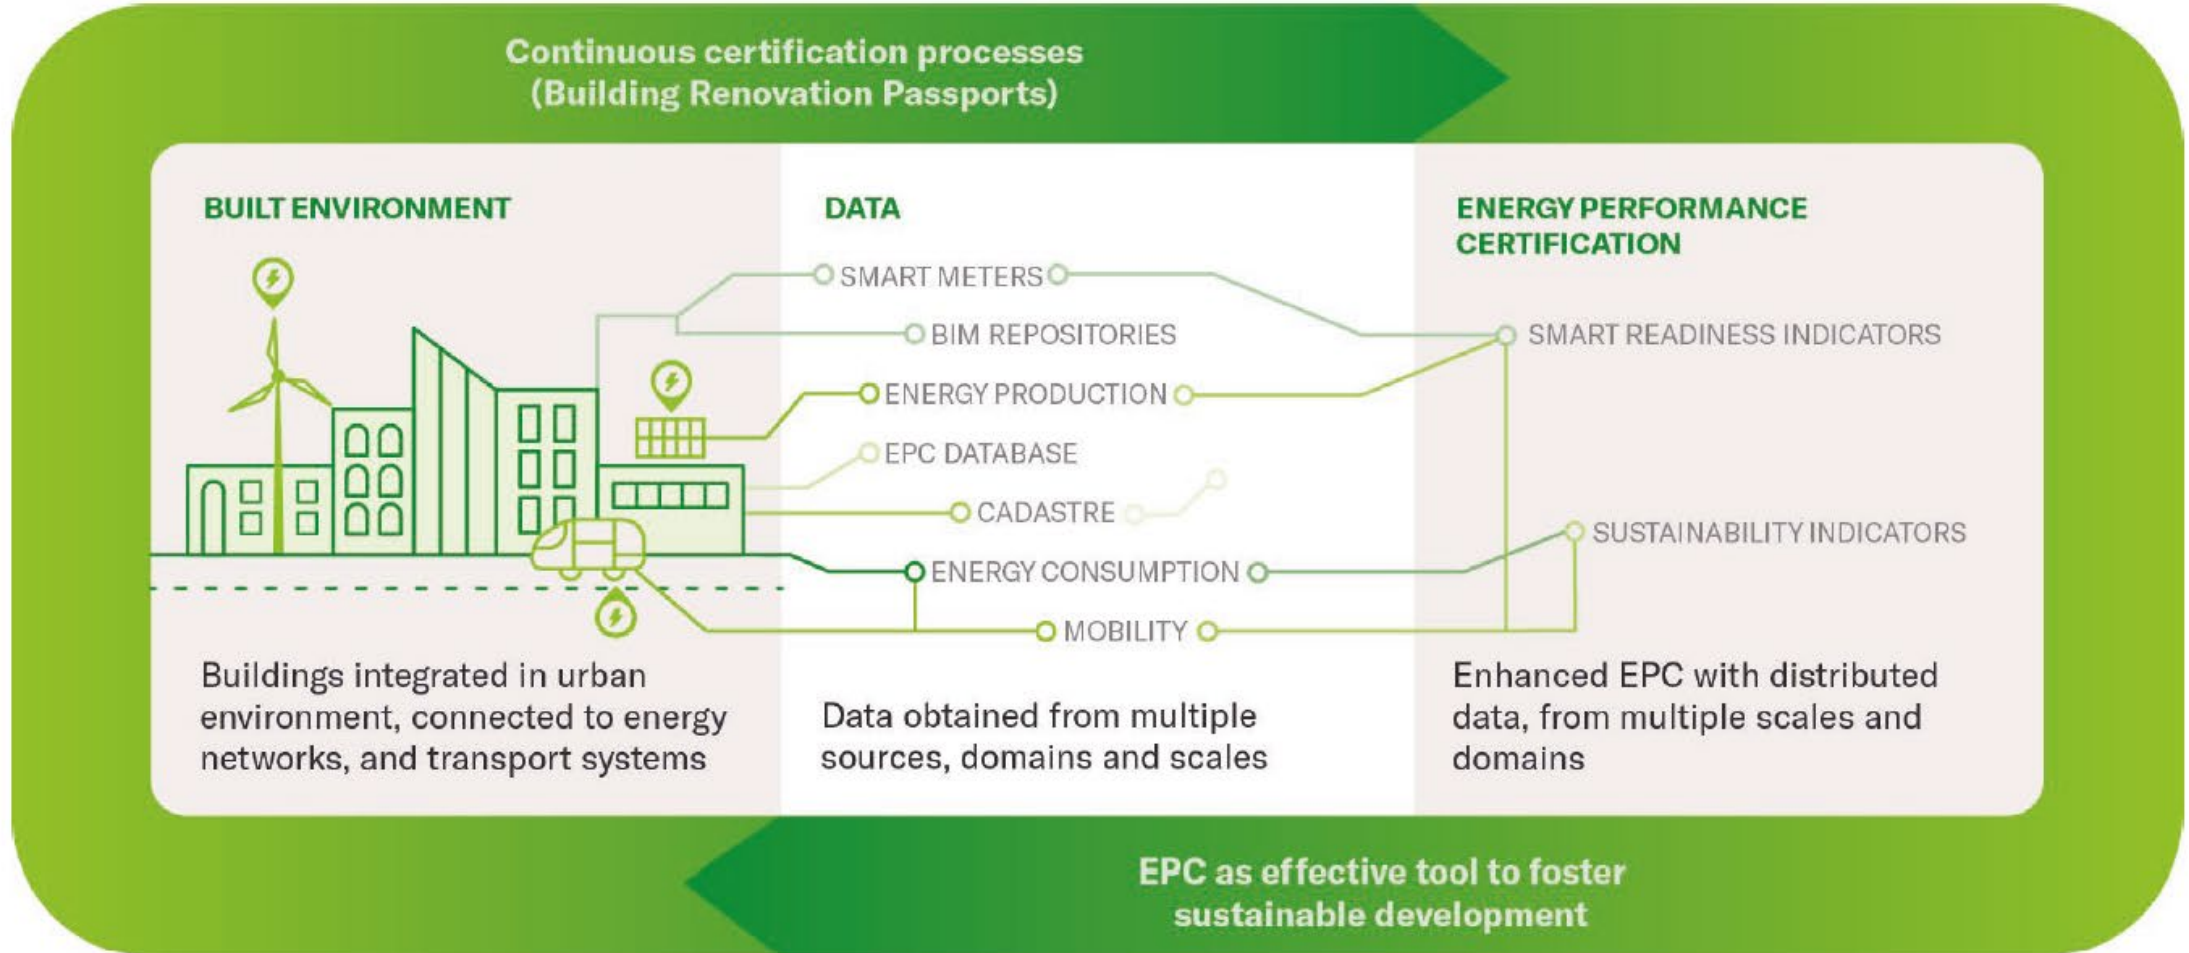 Continuous certification processes
(Building Renovation Passports)
BUILT ENVIRONMENT
Buildings integrated in urban
environment, connected to energy
networks, and transport systems
DATA
SMART METERS
BIM REPOSITORIES
ENERGY PRODUCTION
EPC DATABASE
CADASTRE
ENERGY CONSUMPTION
MOBILITY
Data obtained from multiple
sources, domains and scales
ENERGY PERFORMANCE
CERTIFICATION
SMART READINESS INDICATORS
SUSTAINABILITY INDICATORS
Enhanced EPC with distributed
data, from multiple scales and
domains
EPC as effective tool to foster
sustainable development